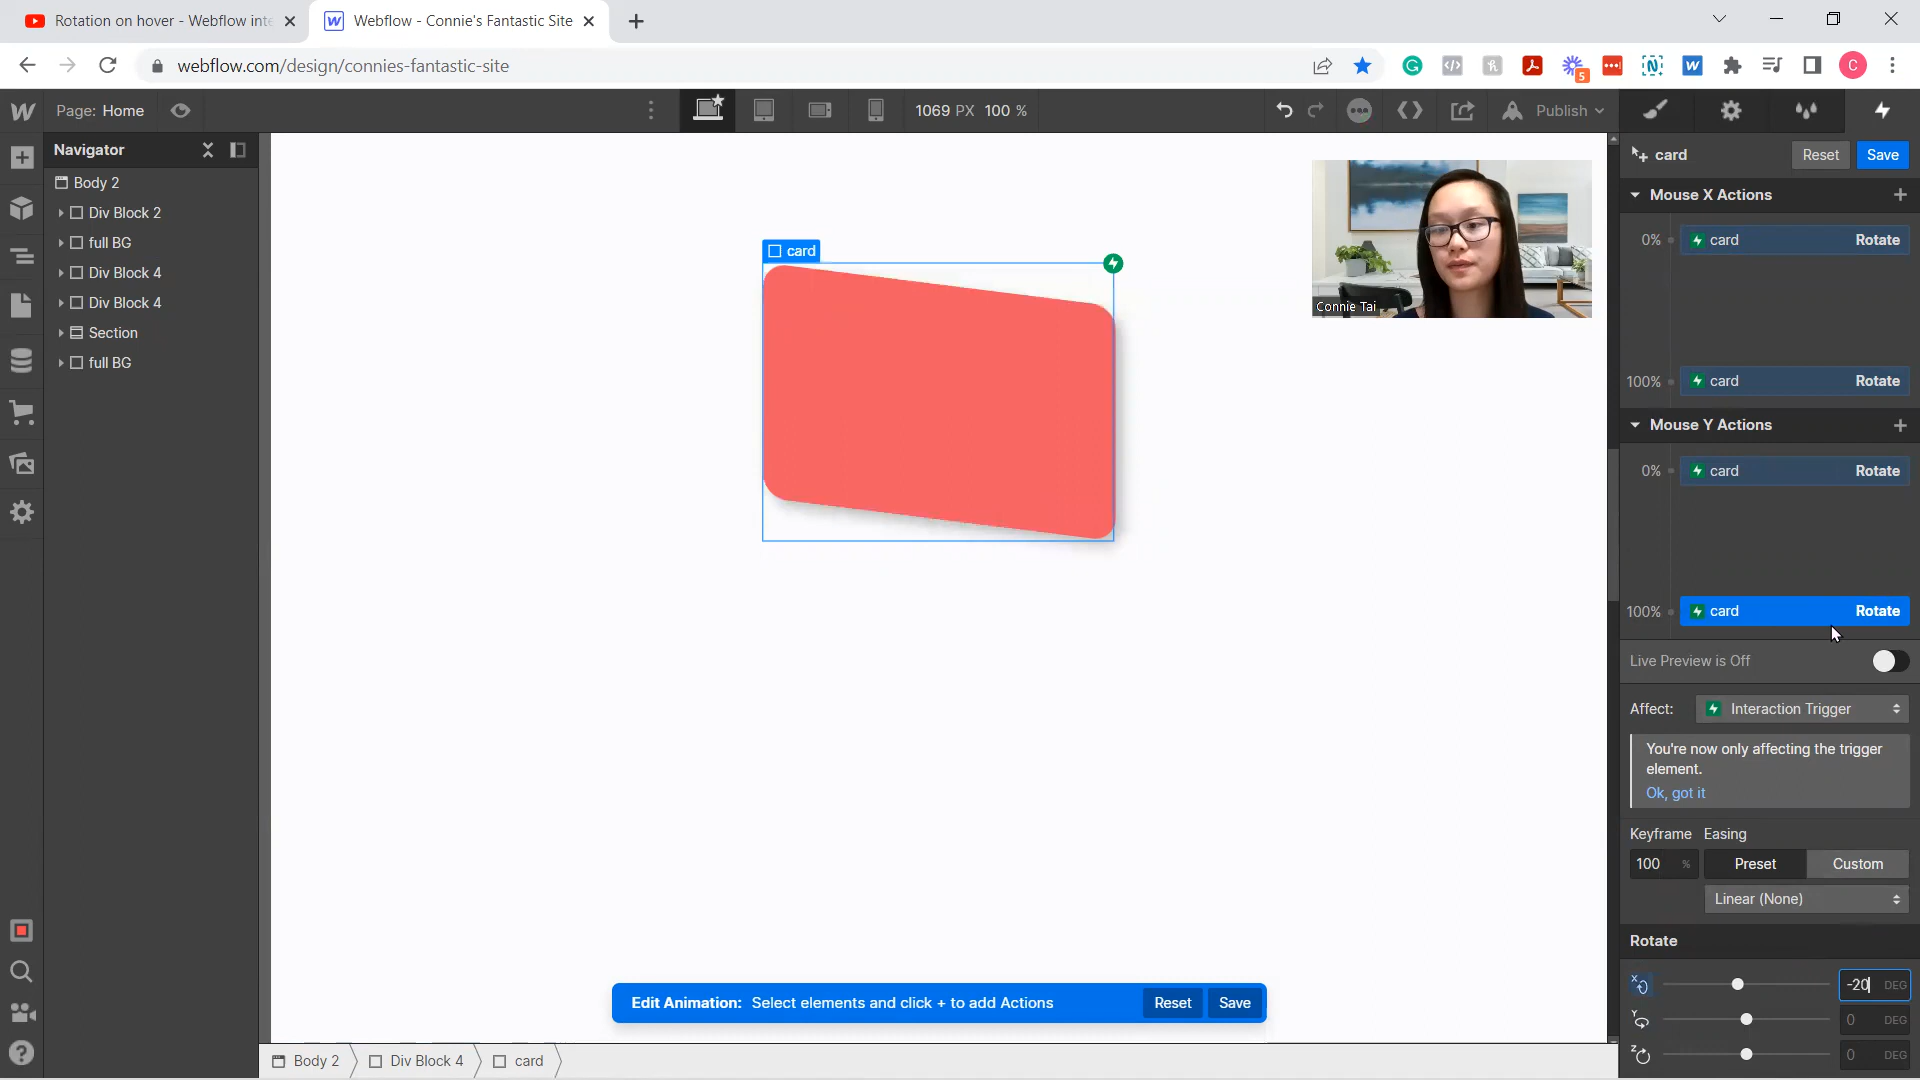 Rotation on hover - Webflow inte
Webflow - Connie's Fantastic Site
webflow.com/design/connies-fantastic-site
5
C
Page: Home
1069 PX 100 %
Publish
Navigator
Body 2
Div Block 2
full BG
Div Block 4
Div Block 4
Section
full BG
card
Connie Tai
card
Reset
Save
Mouse X Actions
0%
card
Rotate
100%
card
Rotate
Mouse Y Actions
0%
card
Rotate
100%
card
Rotate
Live Preview is Off
Affect:
Interaction Trigger
You're now only affecting the trigger
element.
Ok, got it
Keyframe
Easing
100 %
Preset
Custom
Linear (None)
Rotate
X
-20 DEG
Y
0 DEG
Z
0 DEG
Edit Animation: Select elements and click + to add Actions
Reset
Save
Body 2
Div Block 4
card